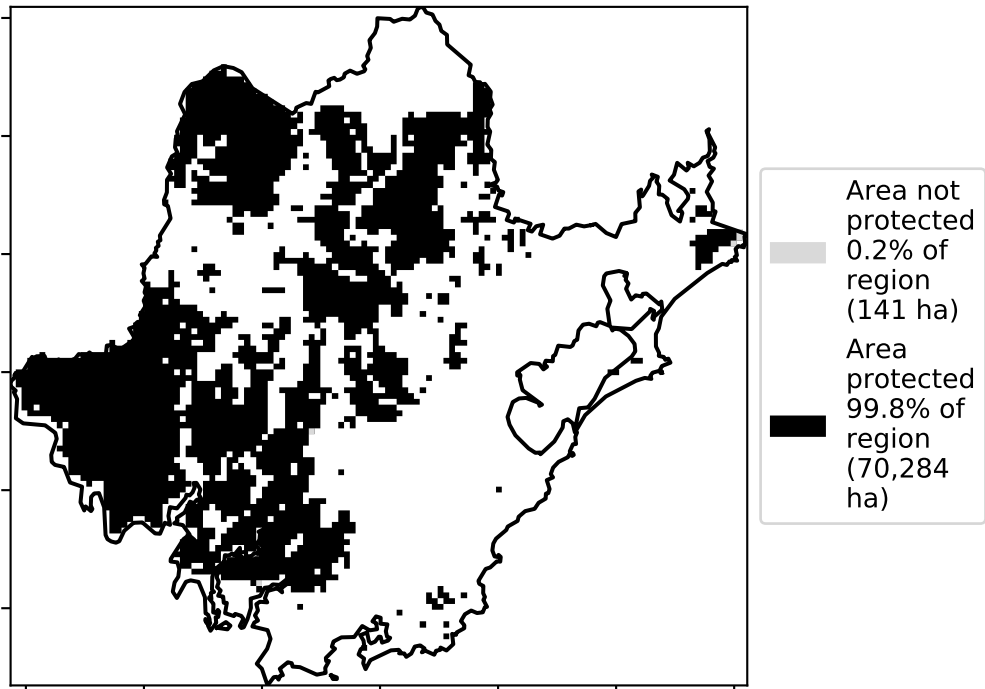 Area not
protected
0.2% of
region
(141 ha)
Area
protected
99.8% of
region
(70,284
ha)